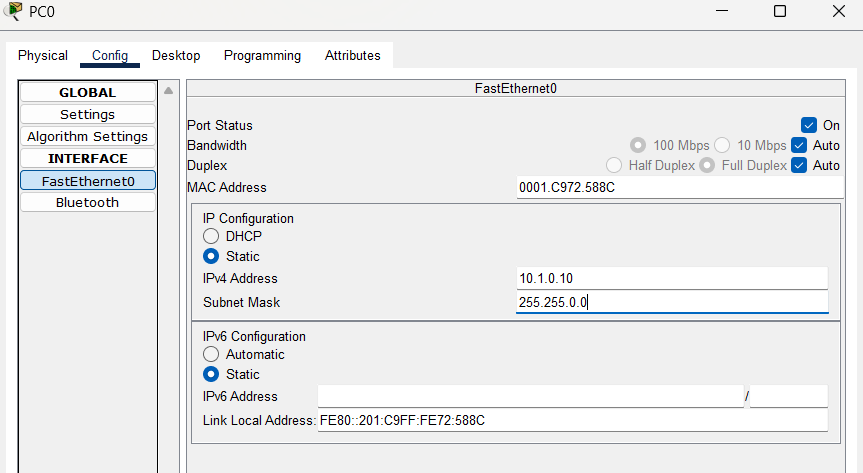 PC0
Physical Config Desktop Programming Attributes
GLOBAL
Settings
Algorithm Settings
INTERFACE
FastEthernet0
Bluetooth
FastEthernet0
Port Status On
Bandwidth 100 Mbps 10 Mbps Auto
Duplex Half Duplex Full Duplex Auto
MAC Address 0001.C972.588C
IP Configuration
DHCP
Static
IPv4 Address 10.1.0.10
Subnet Mask 255.255.0.0
IPv6 Configuration
Automatic
Static
IPv6 Address /
Link Local Address: FE80::201:C9FF:FE72:588C